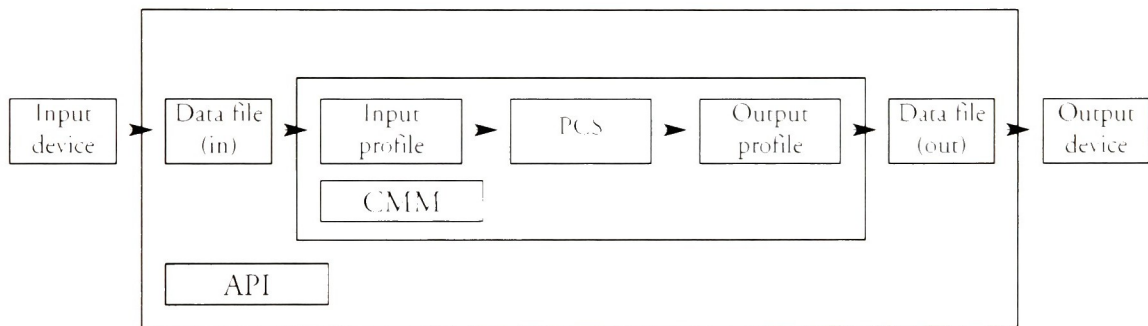 Input
device
Data file
(in)
Input
profile
PCS
Output
profile
Data file
(out)
Output
device
CMM
API